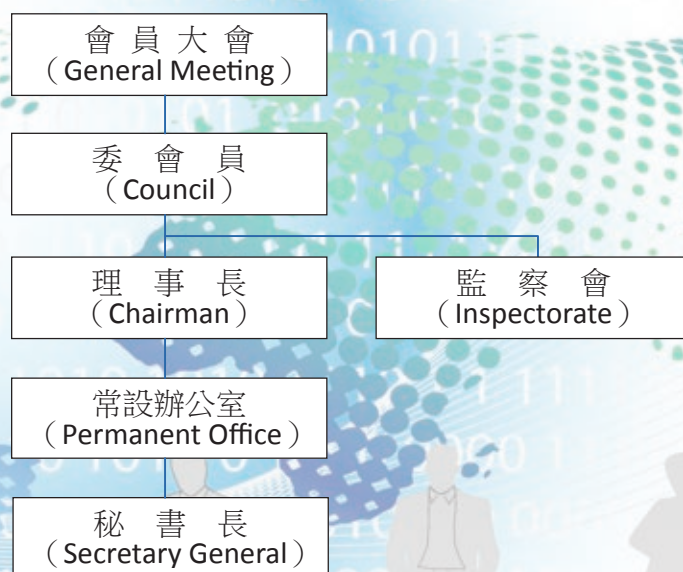 會員大會
（General Meeting）
委會員
（Council）
理事長
（Chairman）
監察會
（Inspectorate）
常設辦公室
（Permanent Office）
秘書長
（Secretary General）